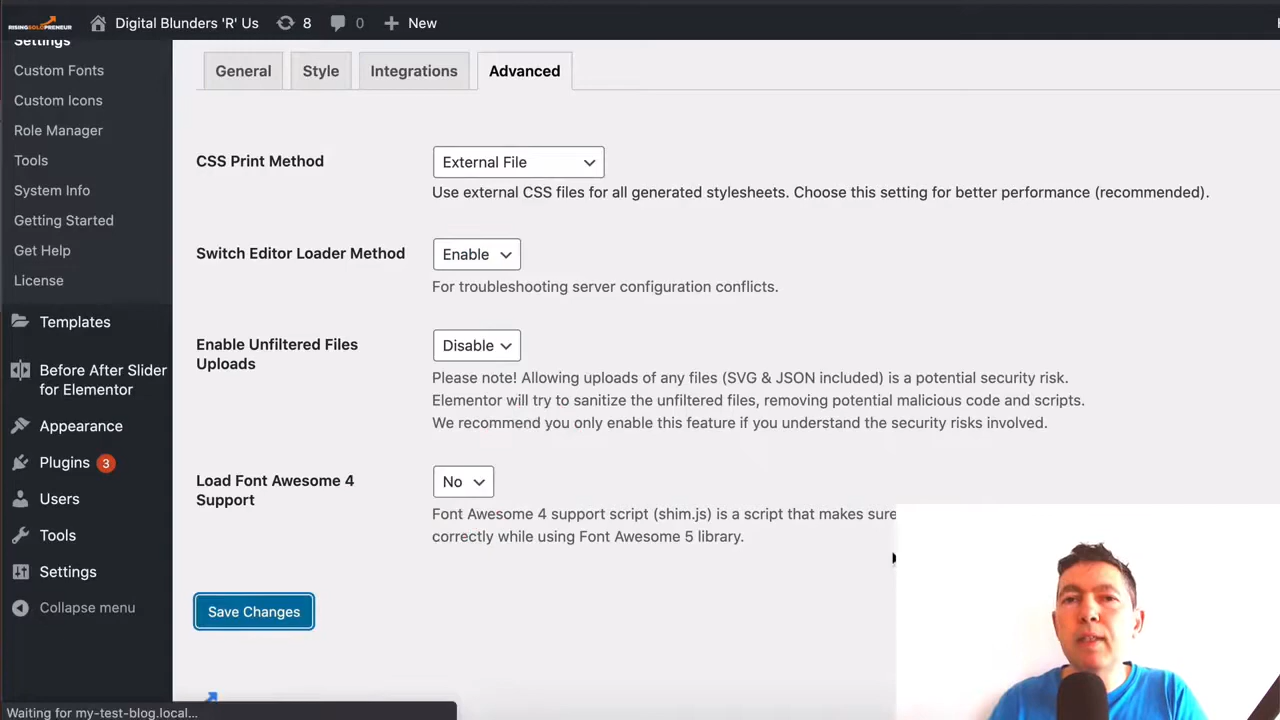 RISINGSOLOPRENEUR
Digital Blunders 'R' Us
8
0
New
Settings
Custom Fonts
Custom Icons
Role Manager
Tools
System Info
Getting Started
Get Help
License
Templates
Before After Slider
for Elementor
Appearance
Plugins 3
Users
Tools
Settings
Collapse menu
General
Style
Integrations
Advanced
CSS Print Method
External File
Use external CSS files for all generated stylesheets. Choose this setting for better performance (recommended).
Switch Editor Loader Method
Enable
For troubleshooting server configuration conflicts.
Enable Unfiltered Files
Uploads
Disable
Please note! Allowing uploads of any files (SVG & JSON included) is a potential security risk.
Elementor will try to sanitize the unfiltered files, removing potential malicious code and scripts.
We recommend you only enable this feature if you understand the security risks involved.
Load Font Awesome 4
Support
No
Font Awesome 4 support script (shim.js) is a script that makes sure
correctly while using Font Awesome 5 library.
Save Changes
Waiting for my-test-blog.local...